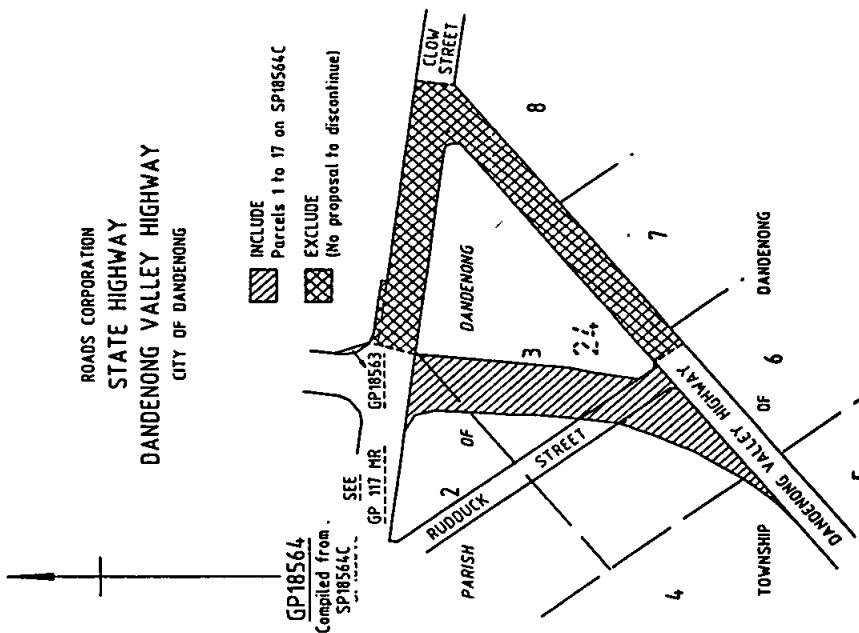 ROADS CORPORATION
STATE HIGHWAY
DANDENONG VALLEY HIGHWAY
CITY OF DANDENONG
INCLUDE
Parcels 1 to 17 on SP18564C
EXCLUDE
(No proposal to discontinue)
GP18564
Compiled from.
SP18564C
SEE
GP 117 MR
GP18563
CLOW
STREET
PARISH
OF
DANDENONG
RUDDUCK STREET
2
3
24
8
7
6
5
4
DANDENONG VALLEY HIGHWAY
TOWNSHIP
OF
DANDENONG